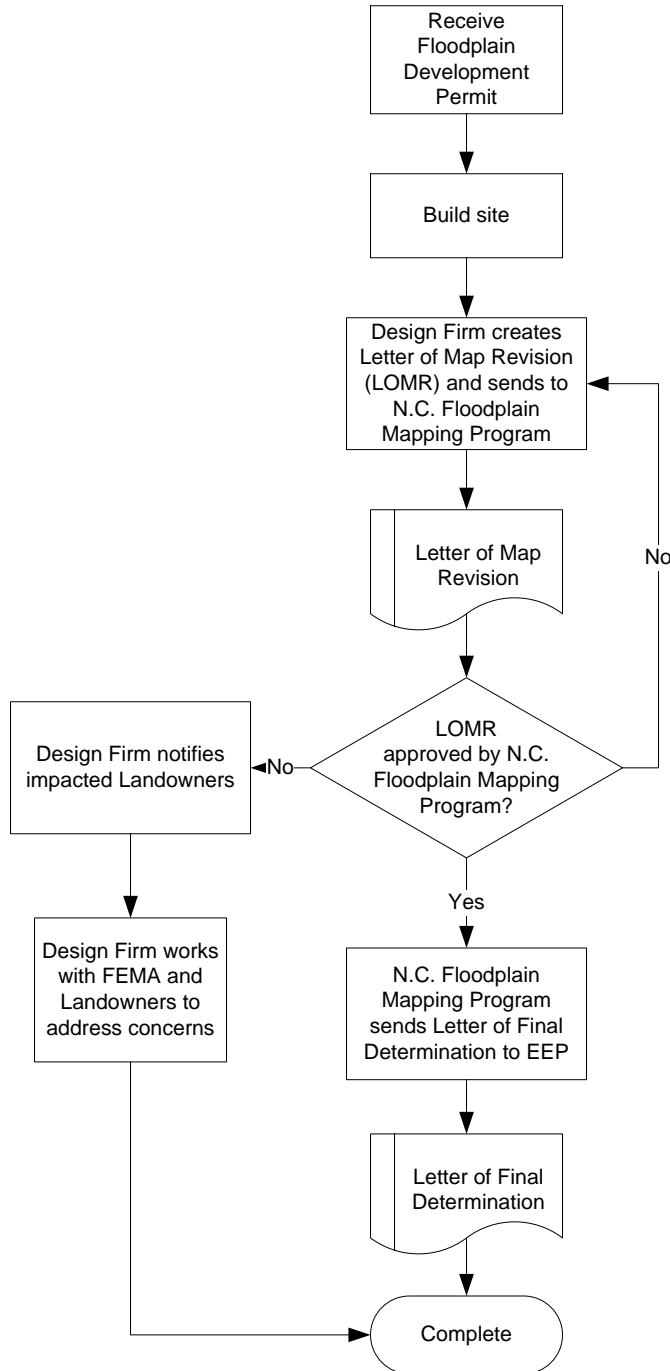 Receive
Floodplain
Development
Permit
Build site
Design Firm creates
Letter of Map Revision
(LOMR) and sends to
N.C. Floodplain
Mapping Program
Letter of Map
Revision
No
LOMR
approved by N.C.
Floodplain Mapping
Program?
No
Design Firm notifies
impacted Landowners
Yes
Design Firm works
with FEMA and
Landowners to
address concerns
N.C. Floodplain
Mapping Program
sends Letter of Final
Determination to EEP
Letter of Final
Determination
Complete